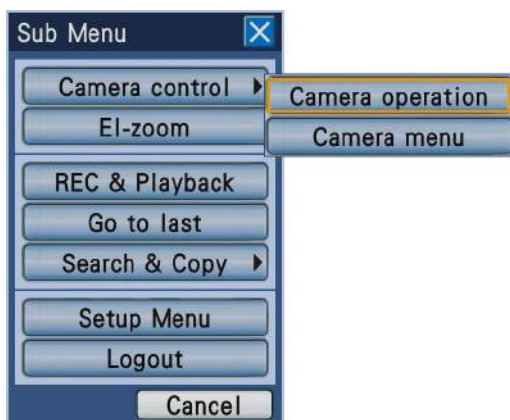 Sub Menu
Camera control
Camera operation
El-zoom
Camera menu
REC & Playback
Go to last
Search & Copy
Setup Menu
Logout
Cancel